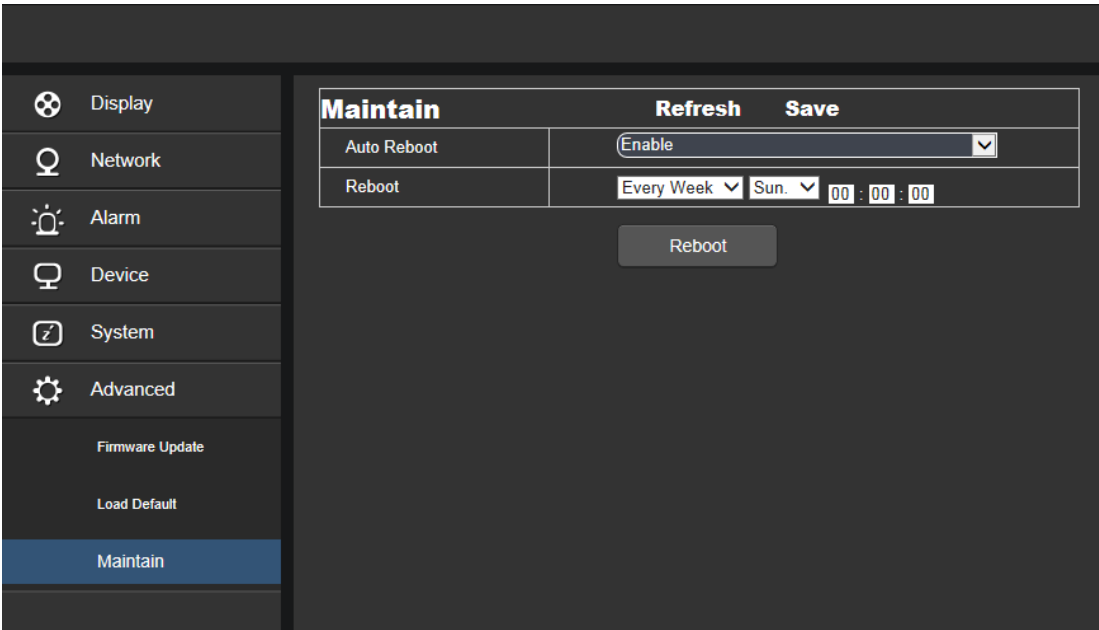 Display
Network
Alarm
Device
System
Advanced
Firmware Update
Load Default
Maintain
Maintain Refresh Save
Auto Reboot Enable
Reboot Every Week Sun. 00 : 00 : 00
Reboot